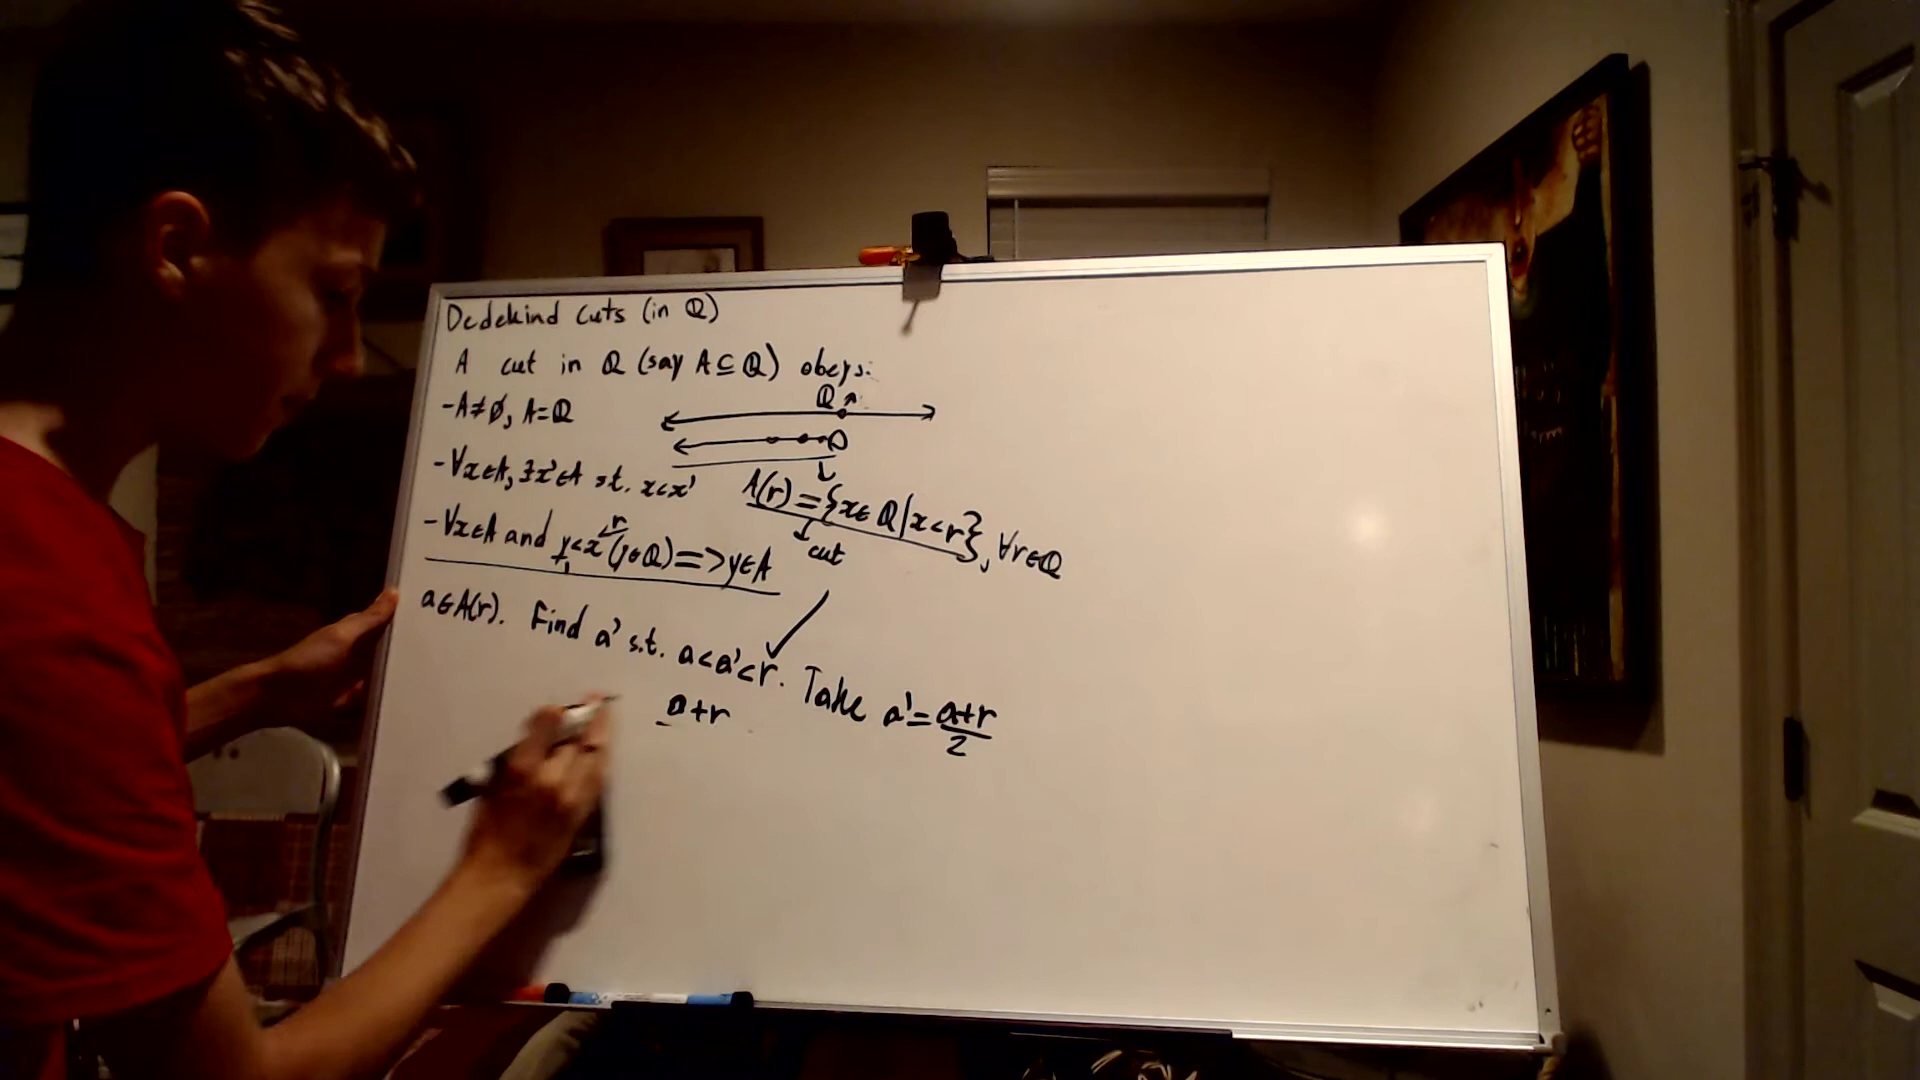 Dedekind cuts (in ℚ)
A cut in ℚ (say A⊆ℚ) obeys:
-A≠∅, A=ℚ
ℚ r
-∀x∈A, ∃x'∈A s.t. x<x'
A(r)={x∈ℚ|x<r}, ∀r∈ℚ
cut
-∀x∈A and y<x<r (y∈ℚ)=>y∈A
a∈A(r). Find a' s.t. a<a'<r. Take a'=a+r/2
a+r